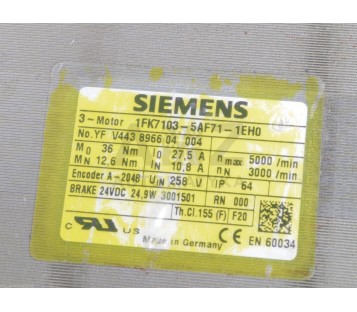 SIEMENS
3~Motor 1FK7103-5AF71-1EH0
No.YF V443 8966 04 004
M0 36 Nm I0 27,5 A nmax 5000 /min
MN 12,6 Nm IN 10,8 A nN 3000 /min
Encoder A-2048 UIN 258 V IP 64
BRAKE 24VDC 24,9W 3001501 RN 000
Th.Cl.155 (F) F20
c RU US Made in Germany CE EN 60034